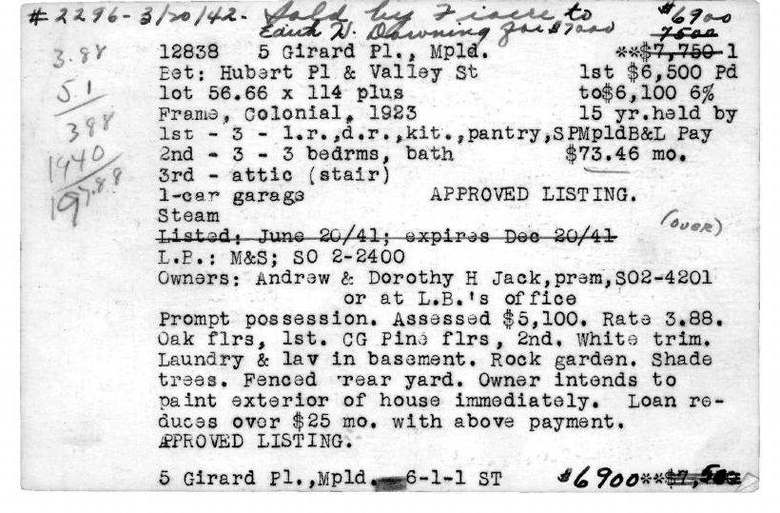 #2296-3/20/42. Sold by Fiacre to $6900
Edith H. Downing for $7000 7500
3.88 12838 5 Girard Pl., Mpld. **$7,750-1
5.1 Bet: Hubert Pl & Valley St 1st $6,500 Pd
lot 56.66 x 114 plus to$6,100 6%
388 Frame, Colonial, 1923 15 yr.held by
1st - 3 - l.r.,d.r.,kit.,pantry,SPMpldB&L Pay
1940 2nd - 3 - 3 bedrms, bath $73.46 mo.
197.88 3rd - attic (stair)
1-car garage APPROVED LISTING.
Steam (over)
Listed: June 20/41; expires Dec 20/41
L.B.: M&S; SO 2-2400
Owners: Andrew & Dorothy H Jack,prem,SO2-4201
or at L.B.'s office
Prompt possession. Assessed $5,100. Rate 3.88.
Oak flrs, 1st. CG Pine flrs, 2nd. White trim.
Laundry & lav in basement. Rock garden. Shade
trees. Fenced rear yard. Owner intends to
paint exterior of house immediately. Loan re-
duces over $25 mo. with above payment.
APPROVED LISTING.
5 Girard Pl.,Mpld. 6-1-1 ST $6900**$7,500